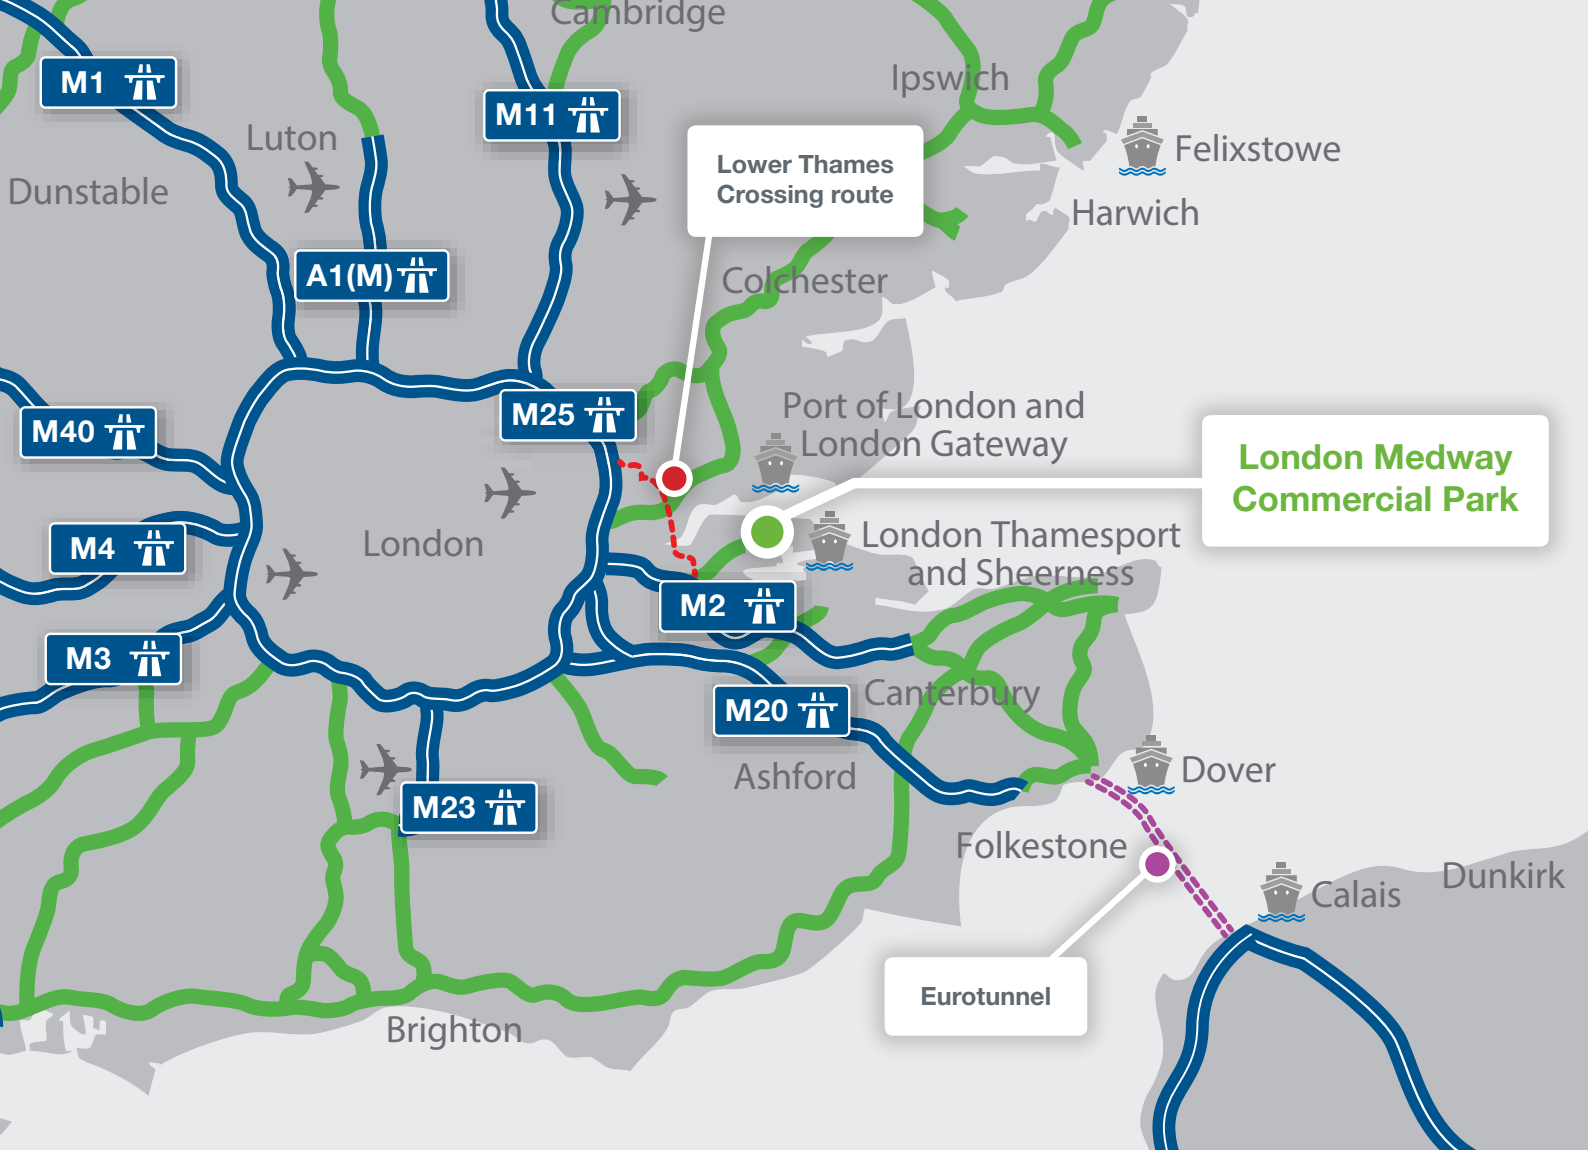 Cambridge
M1
Ipswich
M11
Luton
Felixstowe
Lower Thames
Crossing route
Dunstable
Harwich
A1(M)
Colchester
M25
Port of London and
London Gateway
M40
London Medway
Commercial Park
London
M4
London Thamesport
and Sheerness
M2
M3
Canterbury
M20
Ashford
Dover
M23
Folkestone
Dunkirk
Calais
Eurotunnel
Brighton